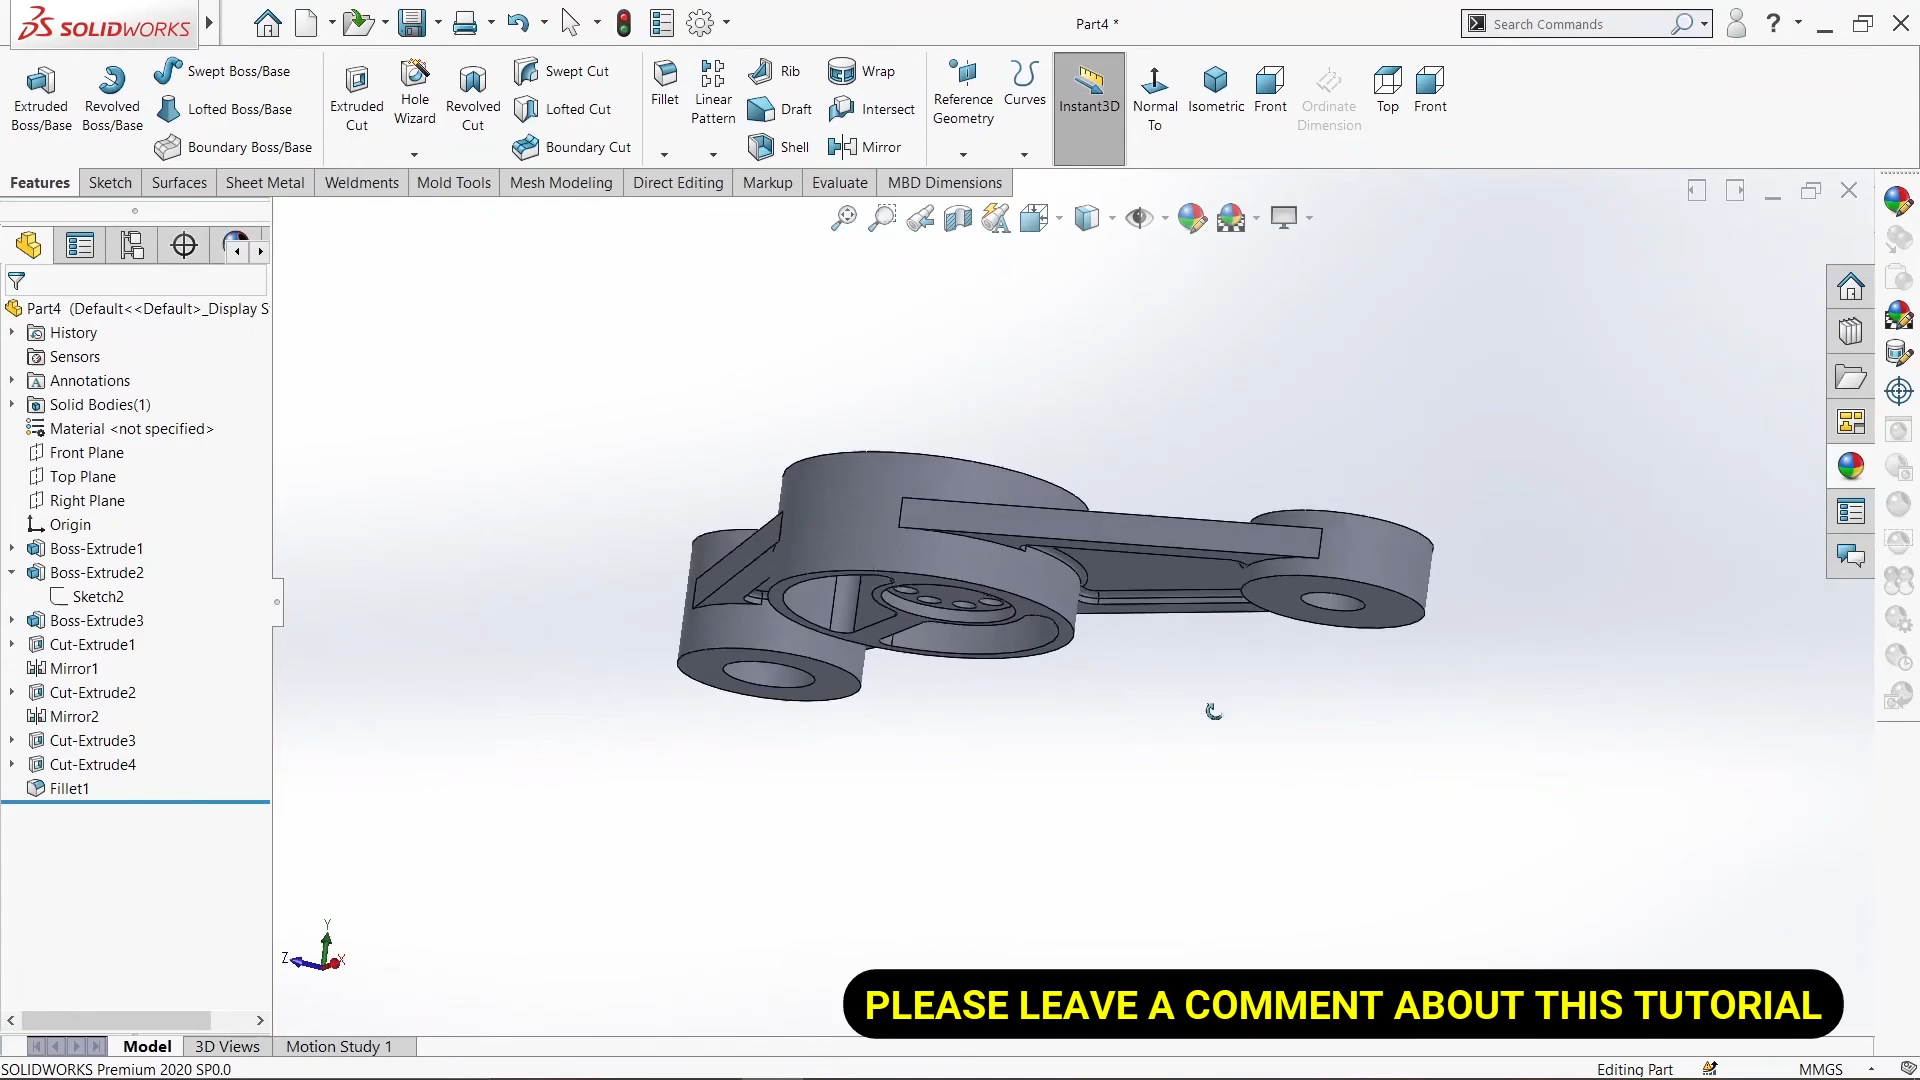 SOLIDWORKS
Part4 *
Search Commands
Extruded Boss/Base
Revolved Boss/Base
Swept Boss/Base
Lofted Boss/Base
Boundary Boss/Base
Extruded Cut
Hole Wizard
Revolved Cut
Swept Cut
Lofted Cut
Boundary Cut
Fillet
Linear Pattern
Rib
Draft
Shell
Wrap
Intersect
Mirror
Reference Geometry
Curves
Instant3D
Normal To
Isometric
Front
Ordinate Dimension
Top
Front
Features
Sketch
Surfaces
Sheet Metal
Weldments
Mold Tools
Mesh Modeling
Direct Editing
Markup
Evaluate
MBD Dimensions
Part4 (Default<<Default>_Display S
History
Sensors
Annotations
Solid Bodies(1)
Material <not specified>
Front Plane
Top Plane
Right Plane
Origin
Boss-Extrude1
Boss-Extrude2
Sketch2
Boss-Extrude3
Cut-Extrude1
Mirror1
Cut-Extrude2
Mirror2
Cut-Extrude3
Cut-Extrude4
Fillet1
Y
Z
X
PLEASE LEAVE A COMMENT ABOUT THIS TUTORIAL
Model
3D Views
Motion Study 1
SOLIDWORKS Premium 2020 SP0.0
Editing Part
MMGS